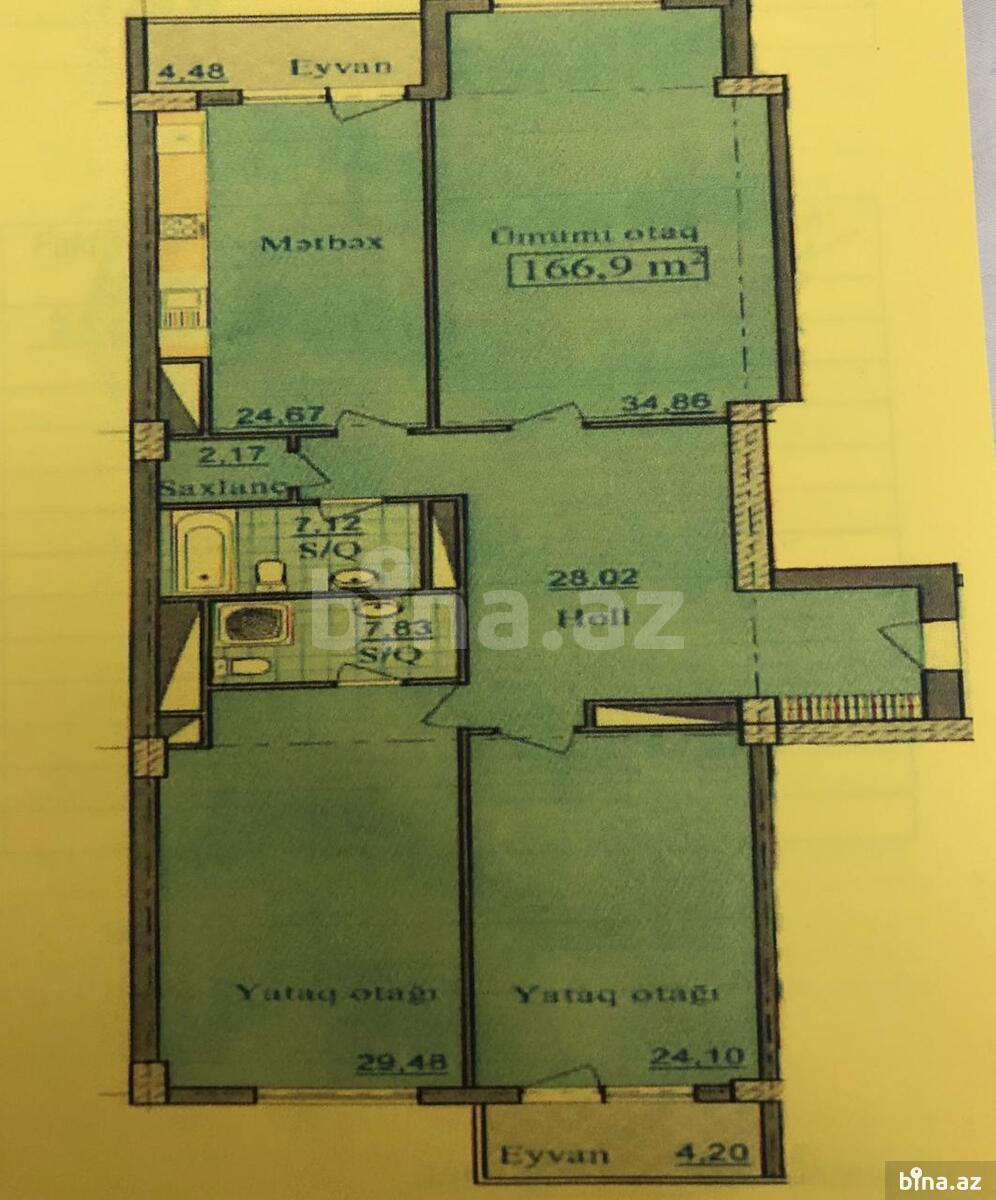 4,48 Eyvan
Mətbəx
Ümumi otaq
166,9 m²
24,67
34,86
2,17
Saxlanc
7,12
S/Q
28,02
Holl
7,83
S/Q
bina.az
Yataq otağı
Yataq otağı
29,48
24,10
Eyvan 4,20
bina.az